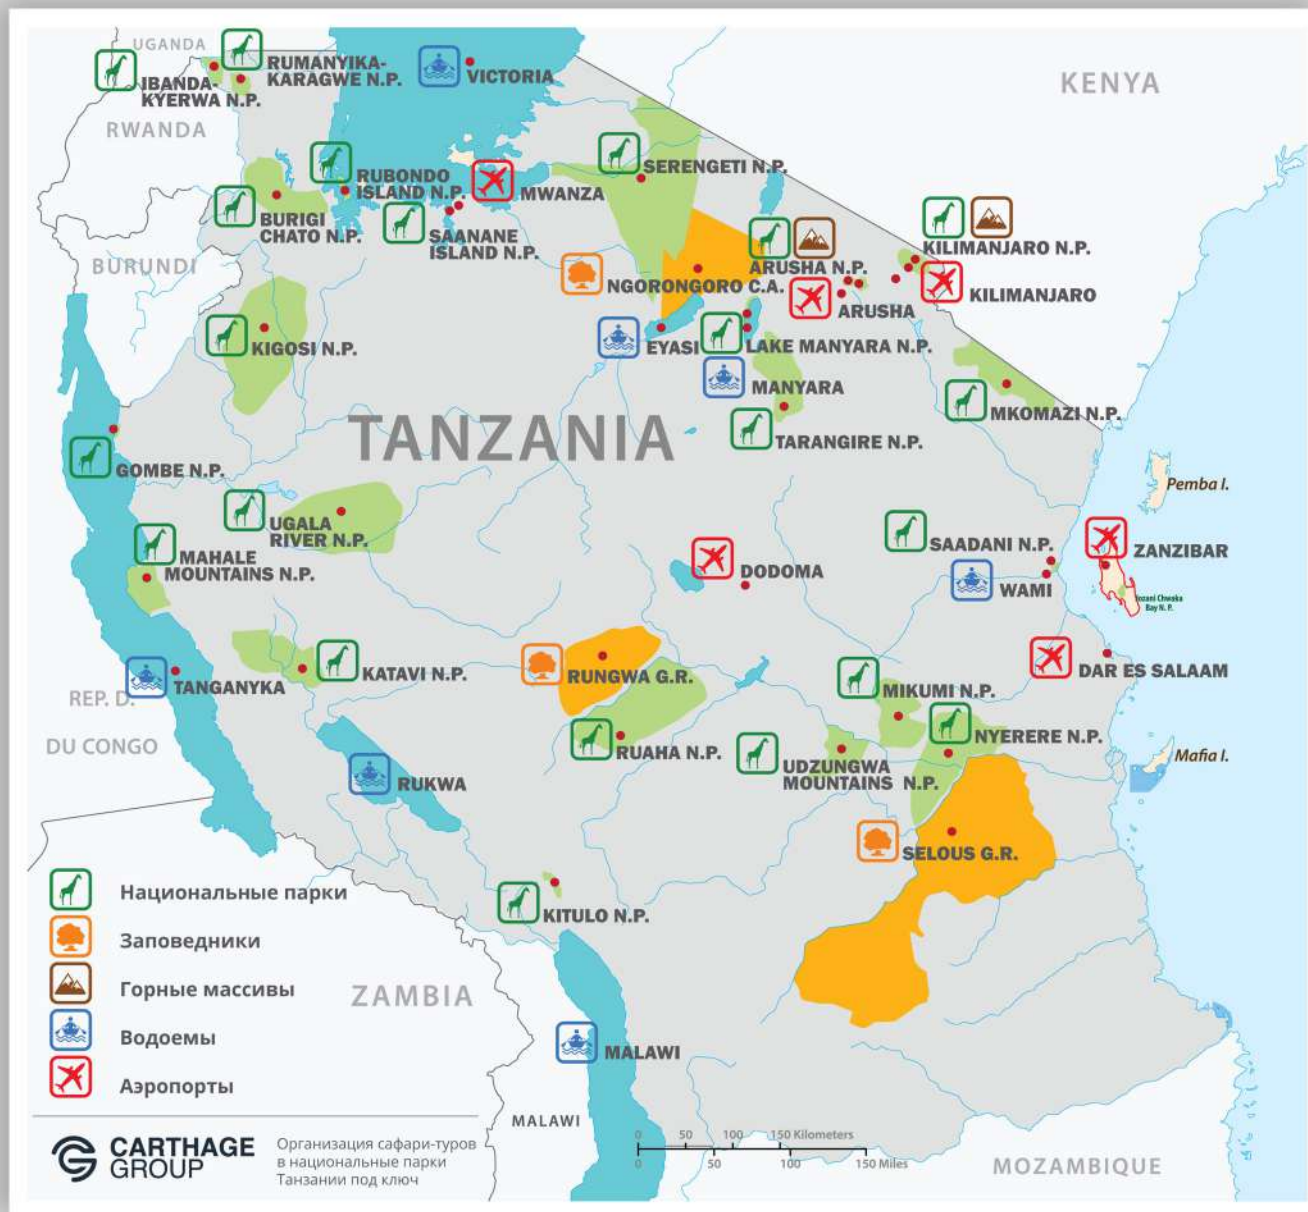 UGANDA
RUMANYIKA-
KARAGWE N.P.
IBANDA-
KYERWA N.P.
VICTORIA
KENYA
RWANDA
SERENGETI N.P.
RUBONDO
ISLAND N.P.
MWANZA
BURIGI
CHATO N.P.
SAANANE
ISLAND N.P.
KILIMANJARO N.P.
BURUNDI
ARUSHA N.P.
NGORONGORO C.A.
KILIMANJARO
ARUSHA
KIGOSI N.P.
EYASI
LAKE MANYARA N.P.
MANYARA
MKOMAZI N.P.
TANZANIA
TARANGIRE N.P.
GOMBE N.P.
Pemba I.
UGALA
RIVER N.P.
SAADANI N.P.
ZANZIBAR
MAHALE
MOUNTAINS N.P.
DODOMA
WAMI
Jozani Chwaka
Bay N. P.
KATAVI N.P.
RUNGWA G.R.
DAR ES SALAAM
TANGANYKA
REP. D.
DU CONGO
MIKUMI N.P.
NYERERE N.P.
RUAHA N.P.
UDZUNGWA
MOUNTAINS N.P.
Mafia I.
RUKWA
SELOUS G.R.
KITULO N.P.
Национальные парки
Заповедники
Горные массивы
Водоемы
Аэропорты
ZAMBIA
MALAWI
MALAWI
MOZAMBIQUE
0 50 100 150 Kilometers
0 50 100 150 Miles
CARTHAGE
GROUP
Организация сафари-туров
в национальные парки
Танзании под ключ